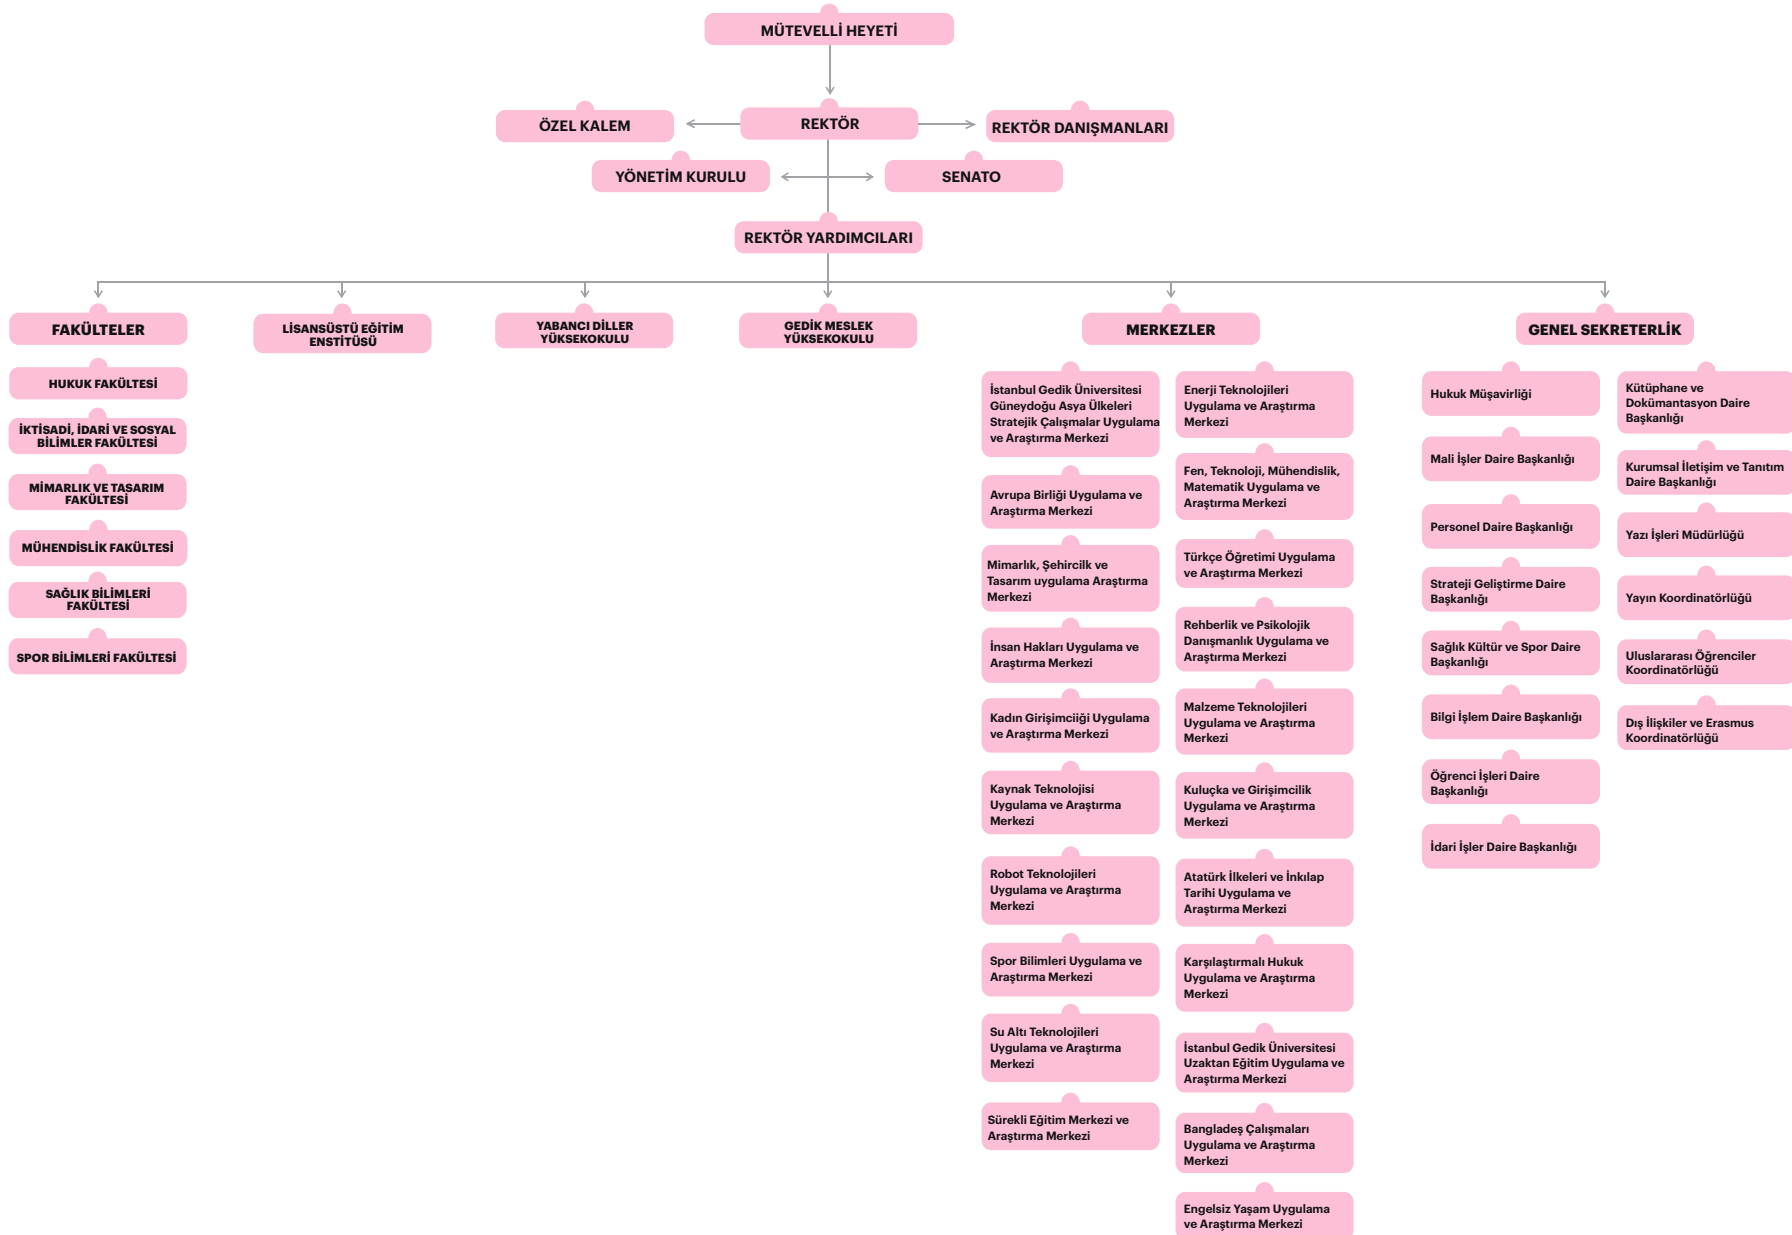 MÜTEVELLİ HEYETİ
ÖZEL KALEM
REKTÖR
REKTÖR DANIŞMANLARI
YÖNETİM KURULU
SENATO
REKTÖR YARDIMCILARI
FAKÜLTELER
LİSANSÜSTÜ EĞİTİM
ENSTİTÜSÜ
YABANCI DİLLER
YÜKSEKOKULU
GEDİK MESLEK
YÜKSEKOKULU
MERKEZLER
GENEL SEKRETERLİK
HUKUK FAKÜLTESİ
İKTİSADİ, İDARİ VE SOSYAL
BİLİMLER FAKÜLTESİ
MİMARLIK VE TASARIM
FAKÜLTESİ
MÜHENDİSLİK FAKÜLTESİ
SAĞLIK BİLİMLERİ
FAKÜLTESİ
SPOR BİLİMLERİ FAKÜLTESİ
İstanbul Gedik Üniversitesi
Güneydoğu Asya Ülkeleri
Stratejik Çalışmalar Uygulama
ve Araştırma Merkezi
Avrupa Birliği Uygulama ve
Araştırma Merkezi
Mimarlık, Şehircilk ve
Tasarım uygulama Araştırma
Merkezi
İnsan Hakları Uygulama ve
Araştırma Merkezi
Kadın Girişimciiği Uygulama
ve Araştırma Merkezi
Kaynak Teknolojisi
Uygulama ve Araştırma
Merkezi
Robot Teknolojileri
Uygulama ve Araştırma
Merkezi
Spor Bilimleri Uygulama ve
Araştırma Merkezi
Su Altı Teknolojileri
Uygulama ve Araştırma
Merkezi
Sürekli Eğitim Merkezi ve
Araştırma Merkezi
Enerji Teknolojileri
Uygulama ve Araştırma
Merkezi
Fen, Teknoloji, Mühendislik,
Matematik Uygulama ve
Araştırma Merkezi
Türkçe Öğretimi Uygulama
ve Araştırma Merkezi
Rehberlik ve Psikolojik
Danışmanlık Uygulama ve
Araştırma Merkezi
Malzeme Teknolojileri
Uygulama ve Araştırma
Merkezi
Kuluçka ve Girişimcilik
Uygulama ve Araştırma
Merkezi
Atatürk İlkeleri ve İnkılap
Tarihi Uygulama ve
Araştırma Merkezi
Karşılaştırmalı Hukuk
Uygulama ve Araştırma
Merkezi
İstanbul Gedik Üniversitesi
Uzaktan Eğitim Uygulama ve
Araştırma Merkezi
Bangladeş Çalışmaları
Uygulama ve Araştırma
Merkezi
Engelsiz Yaşam Uygulama
ve Araştırma Merkezi
Hukuk Müşavirliği
Mali İşler Daire Başkanlığı
Personel Daire Başkanlığı
Strateji Geliştirme Daire
Başkanlığı
Sağlık Kültür ve Spor Daire
Başkanlığı
Bilgi İşlem Daire Başkanlığı
Öğrenci İşleri Daire
Başkanlığı
İdari İşler Daire Başkanlığı
Kütüphane ve
Dokümantasyon Daire
Başkanlığı
Kurumsal İletişim ve Tanıtım
Daire Başkanlığı
Yazı İşleri Müdürlüğü
Yayın Koordinatörlüğü
Uluslararası Öğrenciler
Koordinatörlüğü
Dış İlişkiler ve Erasmus
Koordinatörlüğü